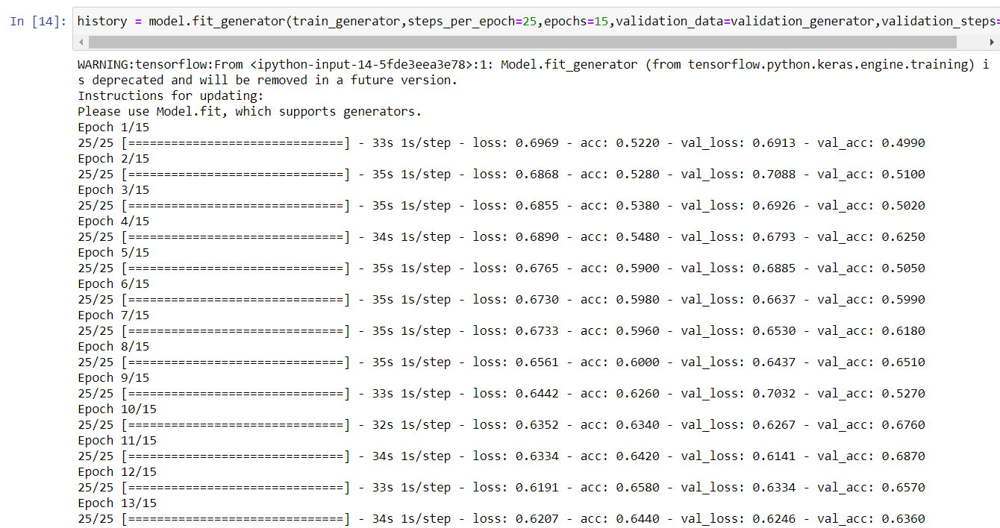 In [14]: history = model.fit_generator(train_generator,steps_per_epoch=25,epochs=15,validation_data=validation_generator,validation_steps=
WARNING:tensorflow:From <ipython-input-14-5fde3eea3e78>:1: Model.fit_generator (from tensorflow.python.keras.engine.training) i
s deprecated and will be removed in a future version.
Instructions for updating:
Please use Model.fit, which supports generators.
Epoch 1/15
25/25 [==============================] - 33s 1s/step - loss: 0.6969 - acc: 0.5220 - val_loss: 0.6913 - val_acc: 0.4990
Epoch 2/15
25/25 [==============================] - 35s 1s/step - loss: 0.6868 - acc: 0.5280 - val_loss: 0.7088 - val_acc: 0.5100
Epoch 3/15
25/25 [==============================] - 35s 1s/step - loss: 0.6855 - acc: 0.5380 - val_loss: 0.6926 - val_acc: 0.5020
Epoch 4/15
25/25 [==============================] - 34s 1s/step - loss: 0.6890 - acc: 0.5480 - val_loss: 0.6793 - val_acc: 0.6250
Epoch 5/15
25/25 [==============================] - 35s 1s/step - loss: 0.6765 - acc: 0.5900 - val_loss: 0.6885 - val_acc: 0.5050
Epoch 6/15
25/25 [==============================] - 35s 1s/step - loss: 0.6730 - acc: 0.5980 - val_loss: 0.6637 - val_acc: 0.5990
Epoch 7/15
25/25 [==============================] - 35s 1s/step - loss: 0.6733 - acc: 0.5960 - val_loss: 0.6530 - val_acc: 0.6180
Epoch 8/15
25/25 [==============================] - 35s 1s/step - loss: 0.6561 - acc: 0.6000 - val_loss: 0.6437 - val_acc: 0.6510
Epoch 9/15
25/25 [==============================] - 33s 1s/step - loss: 0.6442 - acc: 0.6260 - val_loss: 0.7032 - val_acc: 0.5270
Epoch 10/15
25/25 [==============================] - 32s 1s/step - loss: 0.6352 - acc: 0.6340 - val_loss: 0.6267 - val_acc: 0.6760
Epoch 11/15
25/25 [==============================] - 34s 1s/step - loss: 0.6334 - acc: 0.6420 - val_loss: 0.6141 - val_acc: 0.6870
Epoch 12/15
25/25 [==============================] - 33s 1s/step - loss: 0.6191 - acc: 0.6580 - val_loss: 0.6334 - val_acc: 0.6570
Epoch 13/15
25/25 [==============================] - 34s 1s/step - loss: 0.6207 - acc: 0.6440 - val_loss: 0.6246 - val_acc: 0.6360